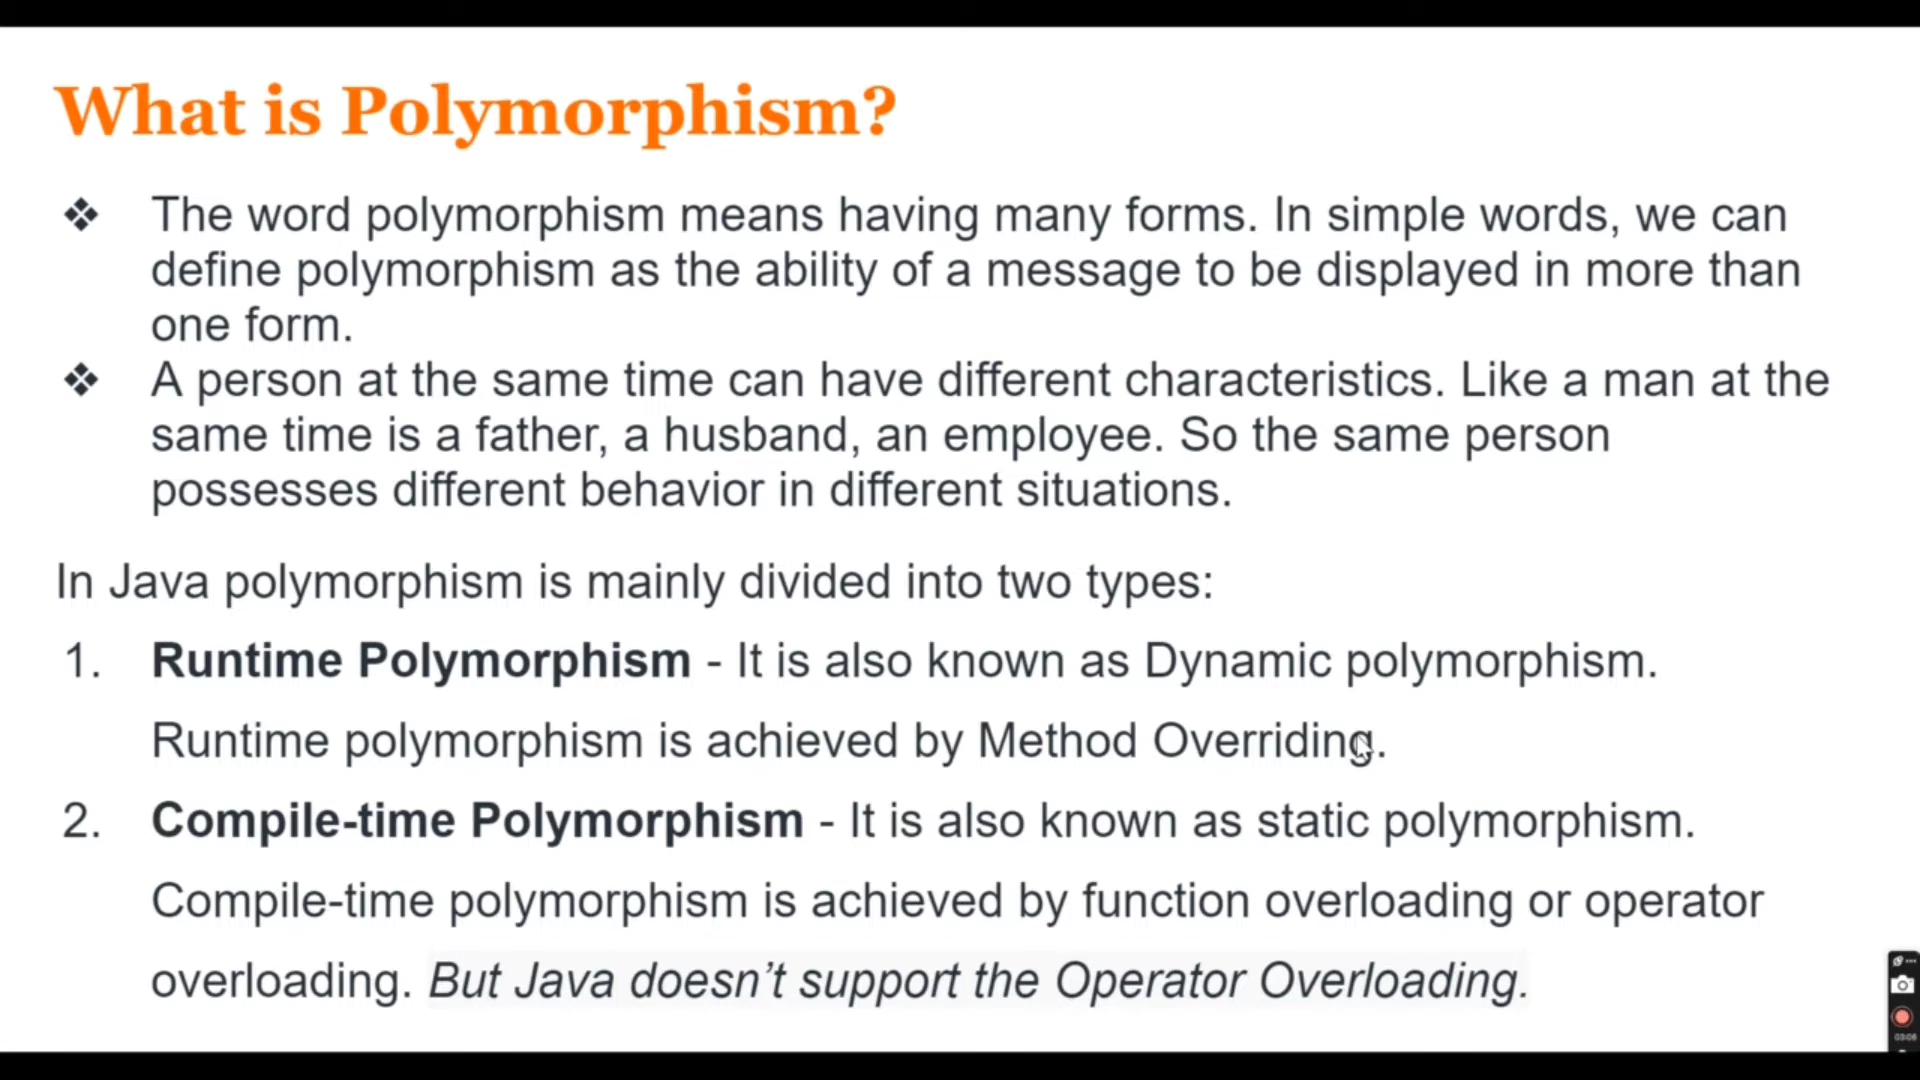 What is Polymorphism?
❖ The word polymorphism means having many forms. In simple words, we can
define polymorphism as the ability of a message to be displayed in more than
one form.
❖ A person at the same time can have different characteristics. Like a man at the
same time is a father, a husband, an employee. So the same person
possesses different behavior in different situations.
In Java polymorphism is mainly divided into two types:
1. Runtime Polymorphism - It is also known as Dynamic polymorphism.
Runtime polymorphism is achieved by Method Overriding.
2. Compile-time Polymorphism - It is also known as static polymorphism.
Compile-time polymorphism is achieved by function overloading or operator
overloading. But Java doesn’t support the Operator Overloading.
03:06